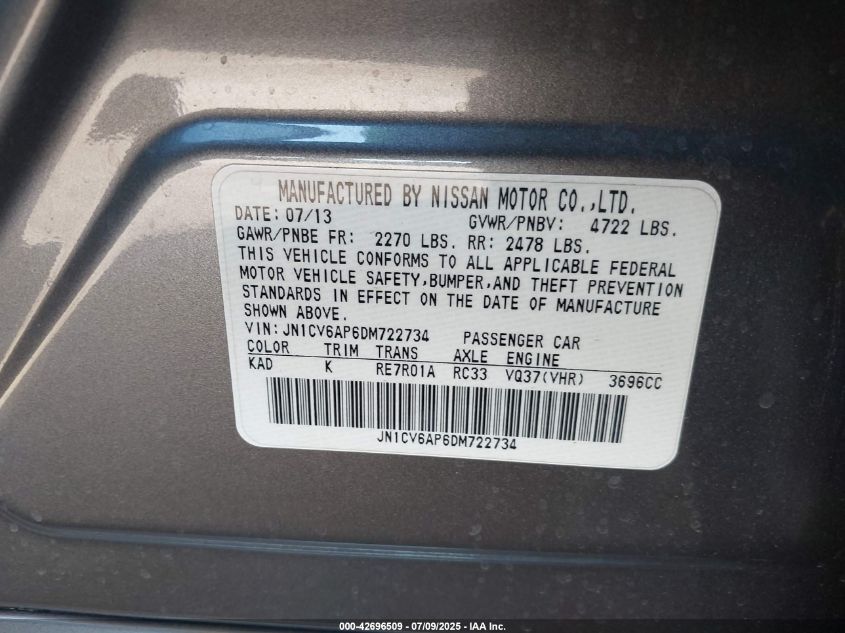 MANUFACTURED BY NISSAN MOTOR CO.,LTD.
DATE: 07/13 GVWR/PNBV: 4722 LBS.
GAWR/PNBE FR: 2270 LBS. RR: 2478 LBS.
THIS VEHICLE CONFORMS TO ALL APPLICABLE FEDERAL
MOTOR VEHICLE SAFETY,BUMPER,AND THEFT PREVENTION
STANDARDS IN EFFECT ON THE DATE OF MANUFACTURE
SHOWN ABOVE.
VIN: JN1CV6AP6DM722734 PASSENGER CAR
COLOR TRIM TRANS AXLE ENGINE
KAD K RE7R01A RC33 VQ37(VHR) 3696CC
JN1CV6AP6DM722734
000-42696509 | 07/09/2025 - IAA Inc.